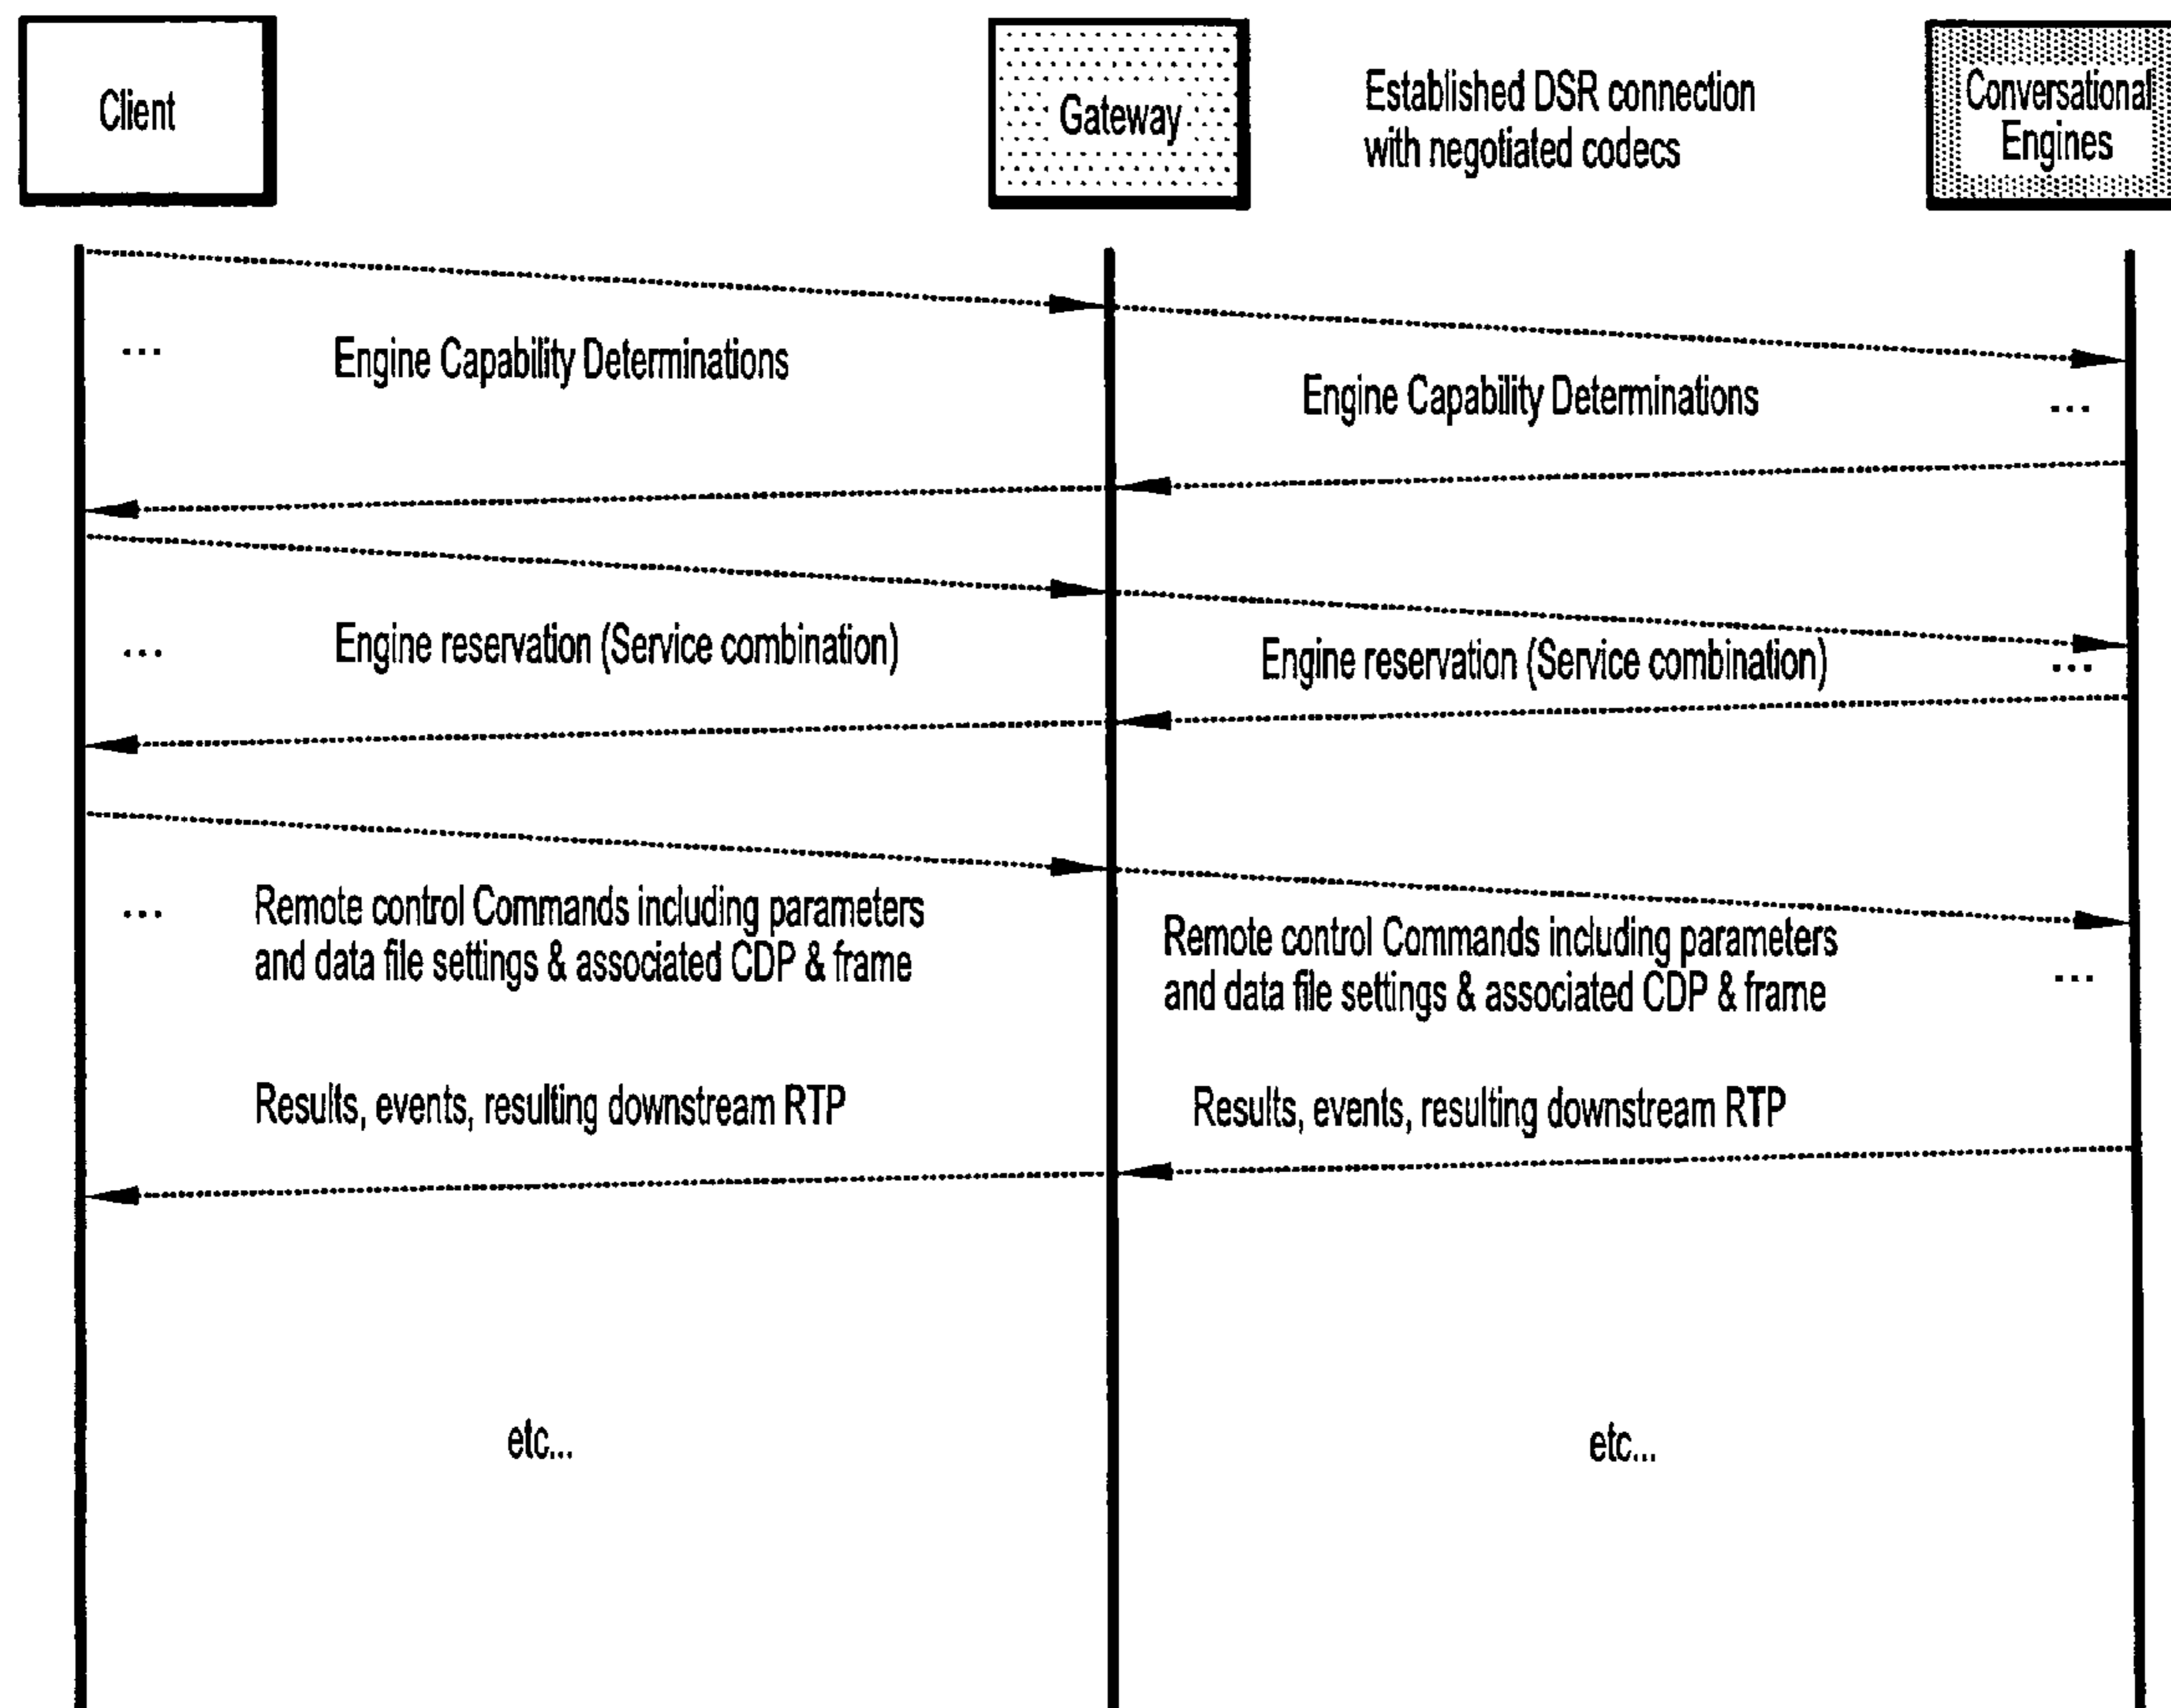 Client
Gateway
Established DSR connection
with negotiated codecs
Conversational
Engines
... Engine Capability Determinations
Engine Capability Determinations ...
... Engine reservation (Service combination)
Engine reservation (Service combination) ...
... Remote control Commands including parameters
and data file settings & associated CDP & frame
Remote control Commands including parameters
and data file settings & associated CDP & frame ...
Results, events, resulting downstream RTP
Results, events, resulting downstream RTP
etc...
etc...